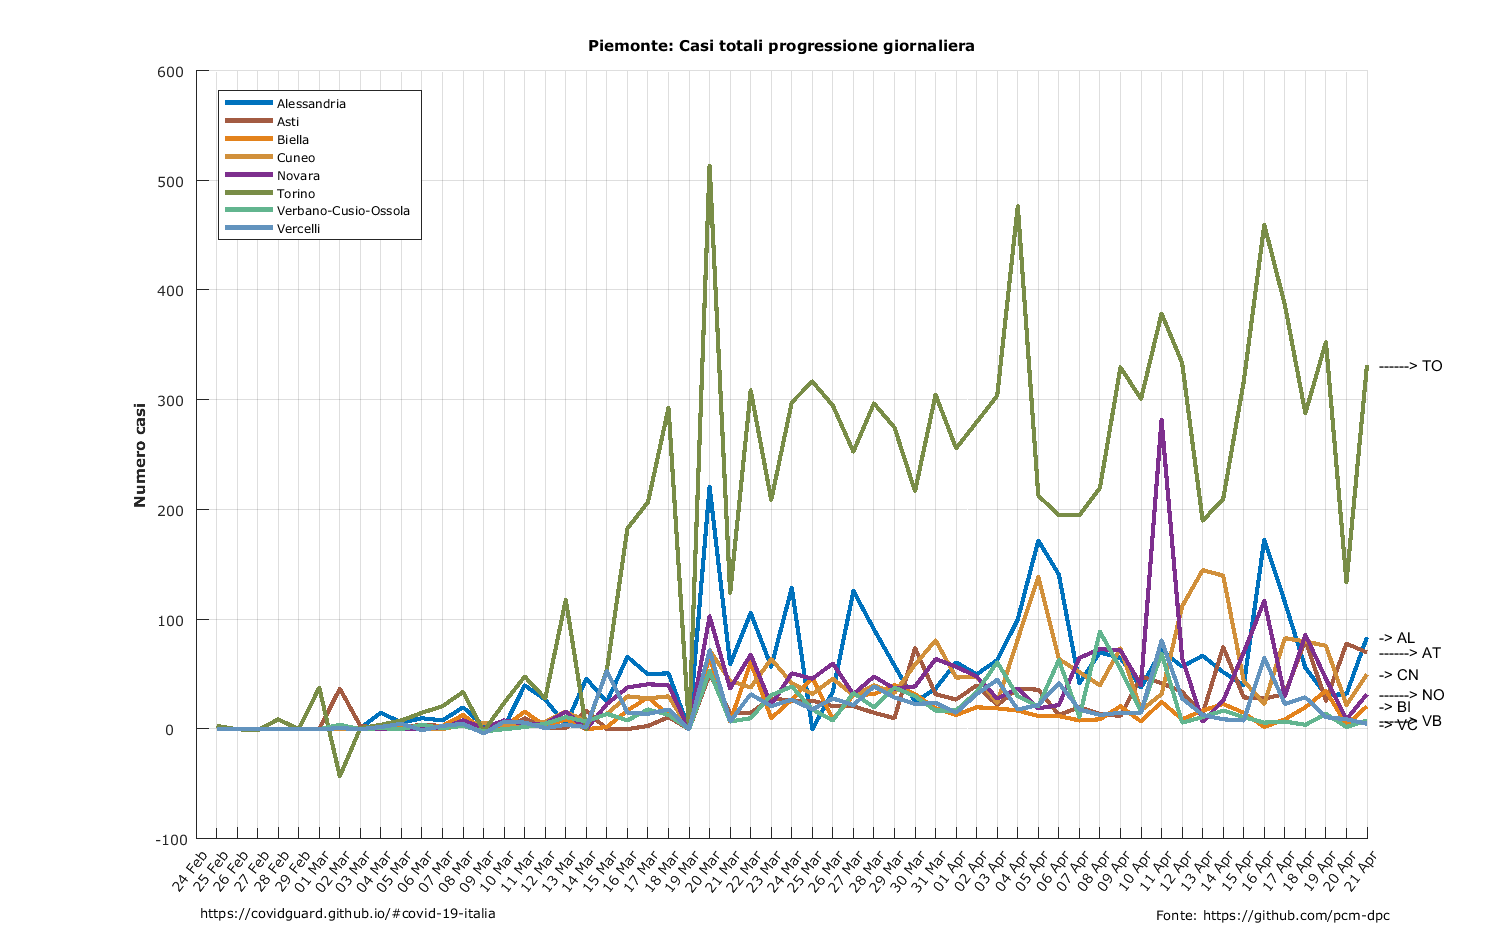 Piemonte: Casi totali progressione giornaliera
600
500
400
300
200
100
0
-100
Numero casi
Alessandria
Asti
Biella
Cuneo
Novara
Torino
Verbano-Cusio-Ossola
Vercelli
------> TO
-> AL
------> AT
-> CN
------> NO
-> BI
------> VB
-> VC
24 Feb
25 Feb
26 Feb
27 Feb
28 Feb
29 Feb
01 Mar
02 Mar
03 Mar
04 Mar
05 Mar
06 Mar
07 Mar
08 Mar
09 Mar
10 Mar
11 Mar
12 Mar
13 Mar
14 Mar
15 Mar
16 Mar
17 Mar
18 Mar
19 Mar
20 Mar
21 Mar
22 Mar
23 Mar
24 Mar
25 Mar
26 Mar
27 Mar
28 Mar
29 Mar
30 Mar
31 Mar
01 Apr
02 Apr
03 Apr
04 Apr
05 Apr
06 Apr
07 Apr
08 Apr
09 Apr
10 Apr
11 Apr
12 Apr
13 Apr
14 Apr
15 Apr
16 Apr
17 Apr
18 Apr
19 Apr
20 Apr
21 Apr
https://covidguard.github.io/#covid-19-italia
Fonte: https://github.com/pcm-dpc